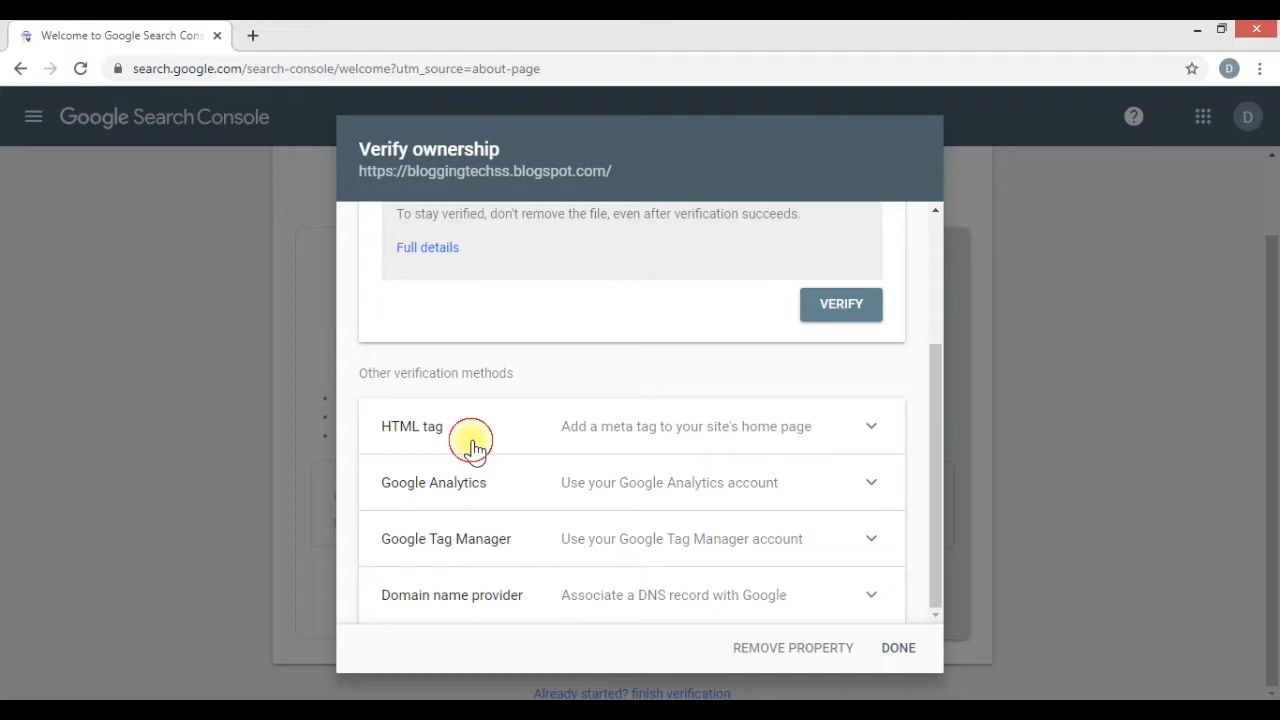 Welcome to Google Search Cons
search.google.com/search-console/welcome?utm_source=about-page
D
Google Search Console
D
Verify ownership
https://bloggingtechss.blogspot.com/
To stay verified, don't remove the file, even after verification succeeds.
Full details
VERIFY
Other verification methods
HTML tag Add a meta tag to your site's home page
Google Analytics Use your Google Analytics account
Google Tag Manager Use your Google Tag Manager account
Domain name provider Associate a DNS record with Google
REMOVE PROPERTY DONE
Already started? finish verification